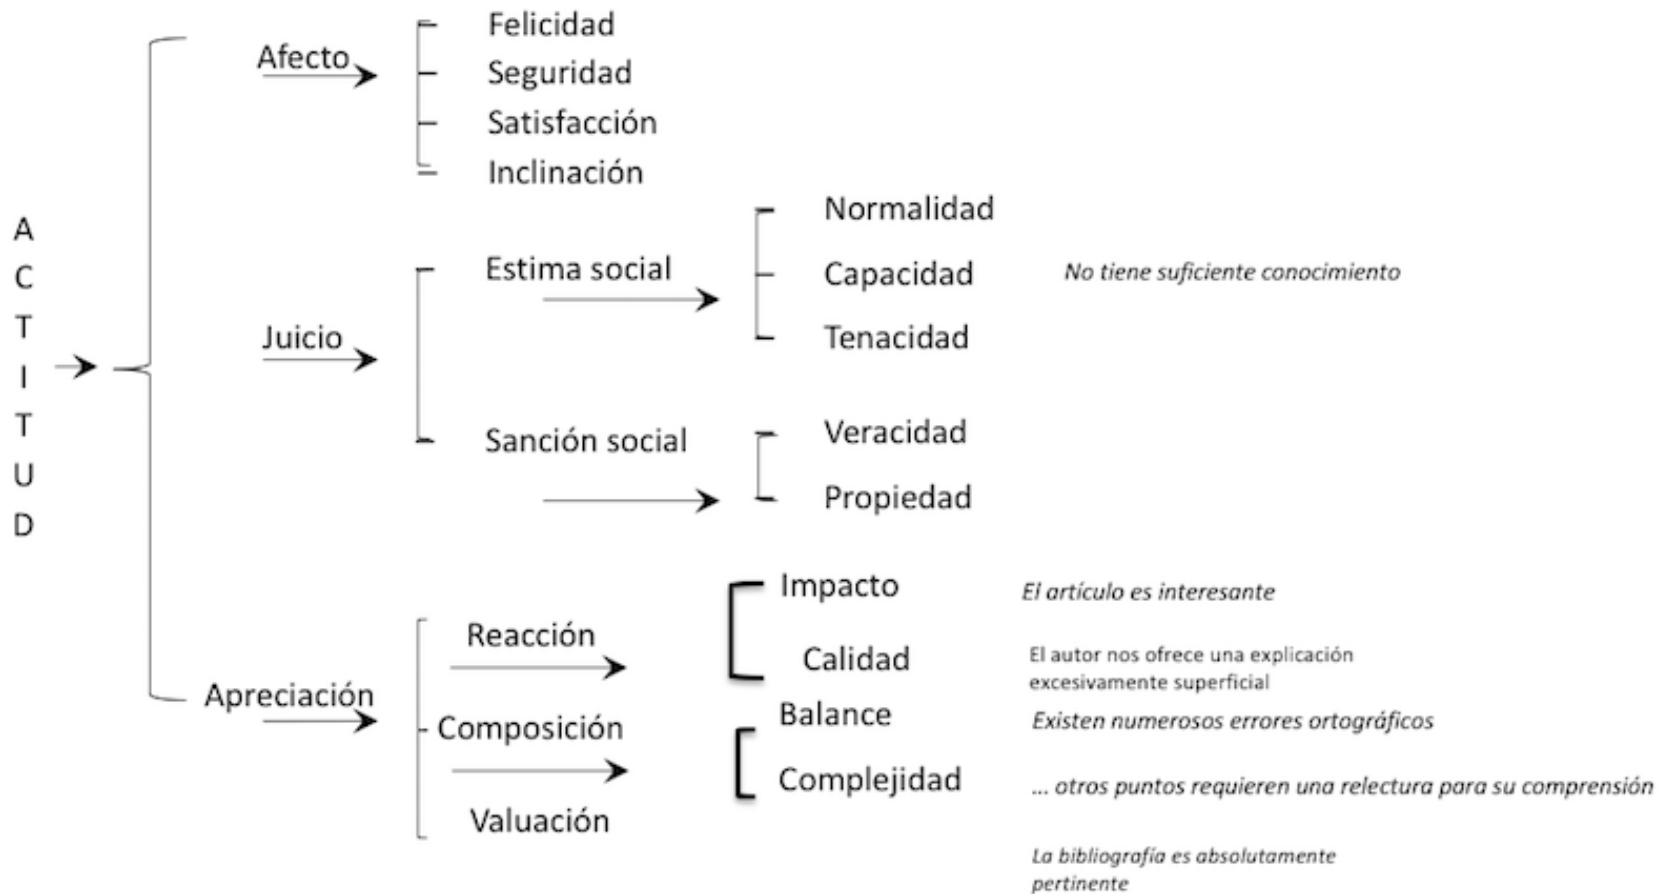 ACTITUD
Afecto
Felicidad
Seguridad
Satisfacción
Inclinación
Juicio
Estima social
Normalidad
Capacidad
No tiene suficiente conocimiento
Tenacidad
Sanción social
Veracidad
Propiedad
Apreciación
Reacción
Impacto
El artículo es interesante
Calidad
El autor nos ofrece una explicación
excesivamente superficial
Composición
Balance
Existen numerosos errores ortográficos
Complejidad
... otros puntos requieren una relectura para su comprensión
Valuación
La bibliografía es absolutamente
pertinente